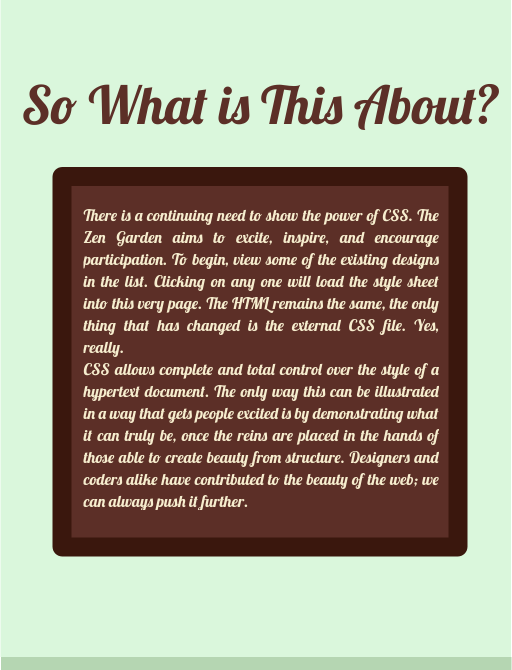 So What is This About?
There is a continuing need to show the power of CSS. The
Zen Garden aims to excite, inspire, and encourage
participation. To begin, view some of the existing designs
in the list. Clicking on any one will load the style sheet
into this very page. The HTML remains the same, the only
thing that has changed is the external CSS file. Yes,
really.
CSS allows complete and total control over the style of a
hypertext document. The only way this can be illustrated
in a way that gets people excited is by demonstrating what
it can truly be, once the reins are placed in the hands of
those able to create beauty from structure. Designers and
coders alike have contributed to the beauty of the web; we
can always push it further.